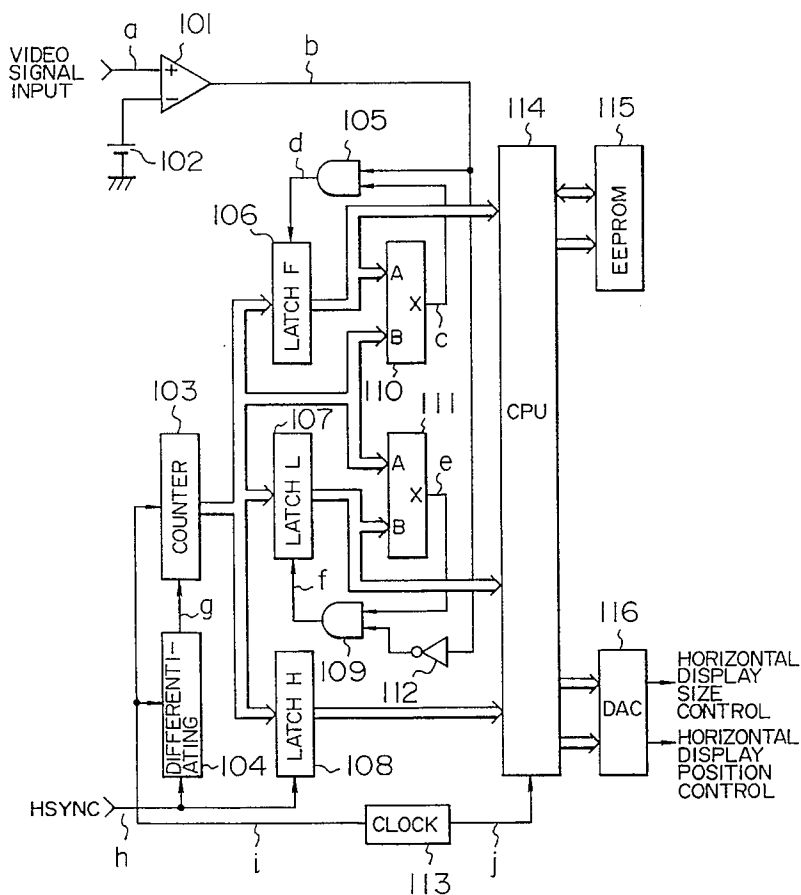 VIDEO
SIGNAL
INPUT
a
101
+
−
b
102
105
d
106
LATCH F
A
X
B
c
110
114
CPU
115
EEPROM
103
COUNTER
107
LATCH L
111
A
X
B
e
f
109
112
g
DIFFERENTI-
ATING
104
LATCH H
108
116
DAC
HORIZONTAL
DISPLAY
SIZE
CONTROL
HORIZONTAL
DISPLAY
POSITION
CONTROL
HSYNC
h
i
CLOCK
113
j